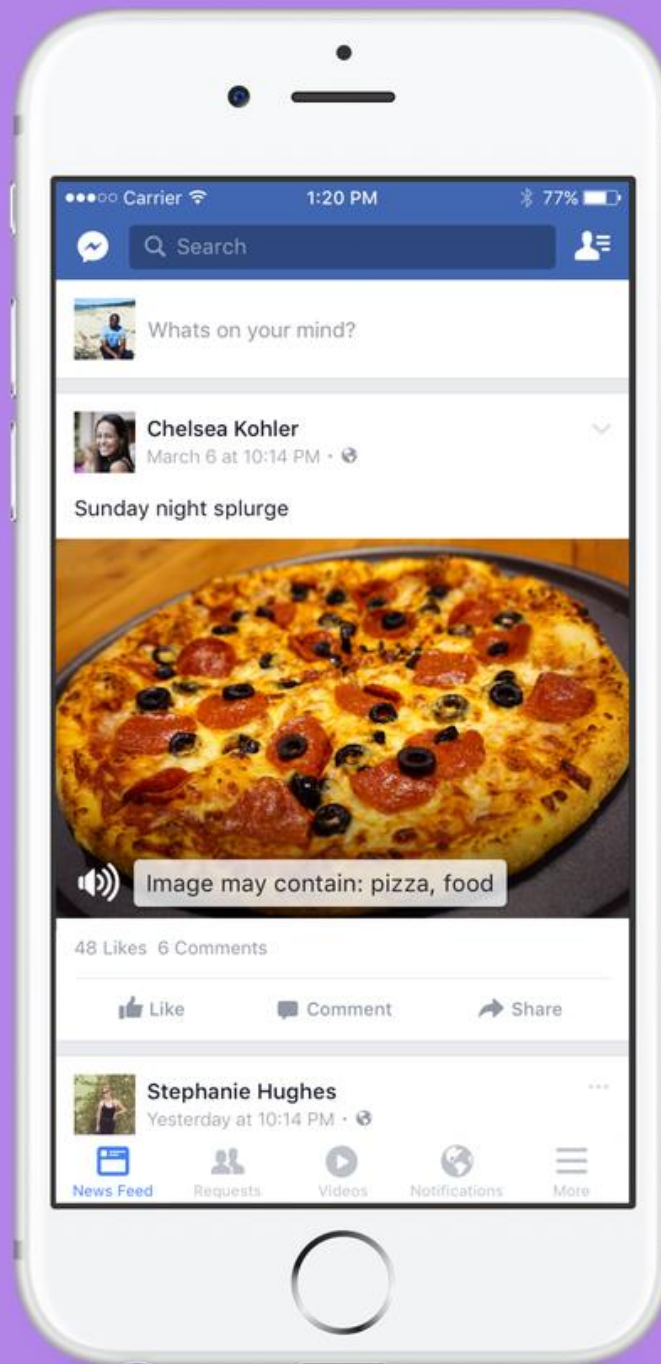 Carrier 1:20 PM 77%
Search
Whats on your mind?
Chelsea Kohler
March 6 at 10:14 PM ·
Sunday night splurge
Image may contain: pizza, food
48 Likes 6 Comments
Like Comment Share
Stephanie Hughes
Yesterday at 10:14 PM ·
News Feed Requests Videos Notifications More